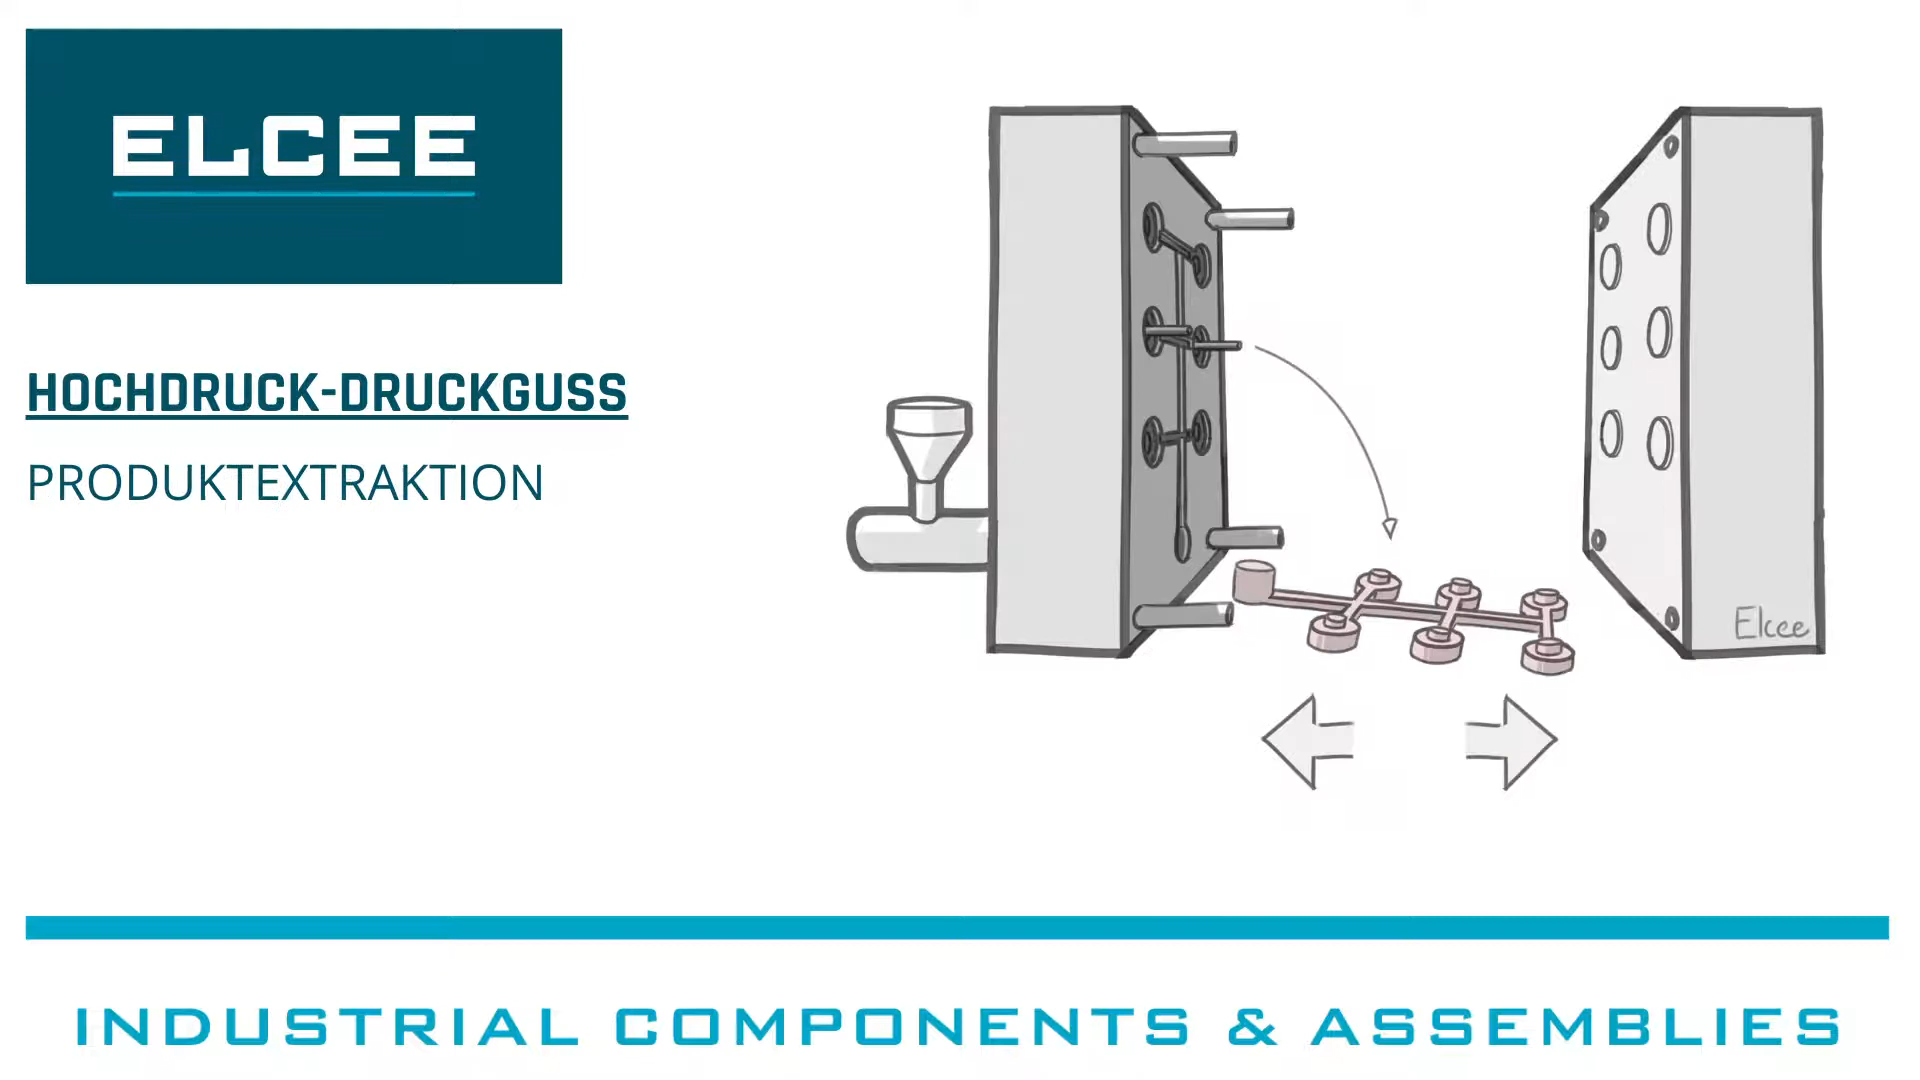 ELCEE
HOCHDRUCK-DRUCKGUSS
PRODUKTEXTRAKTION
Elcee
INDUSTRIAL COMPONENTS & ASSEMBLIES